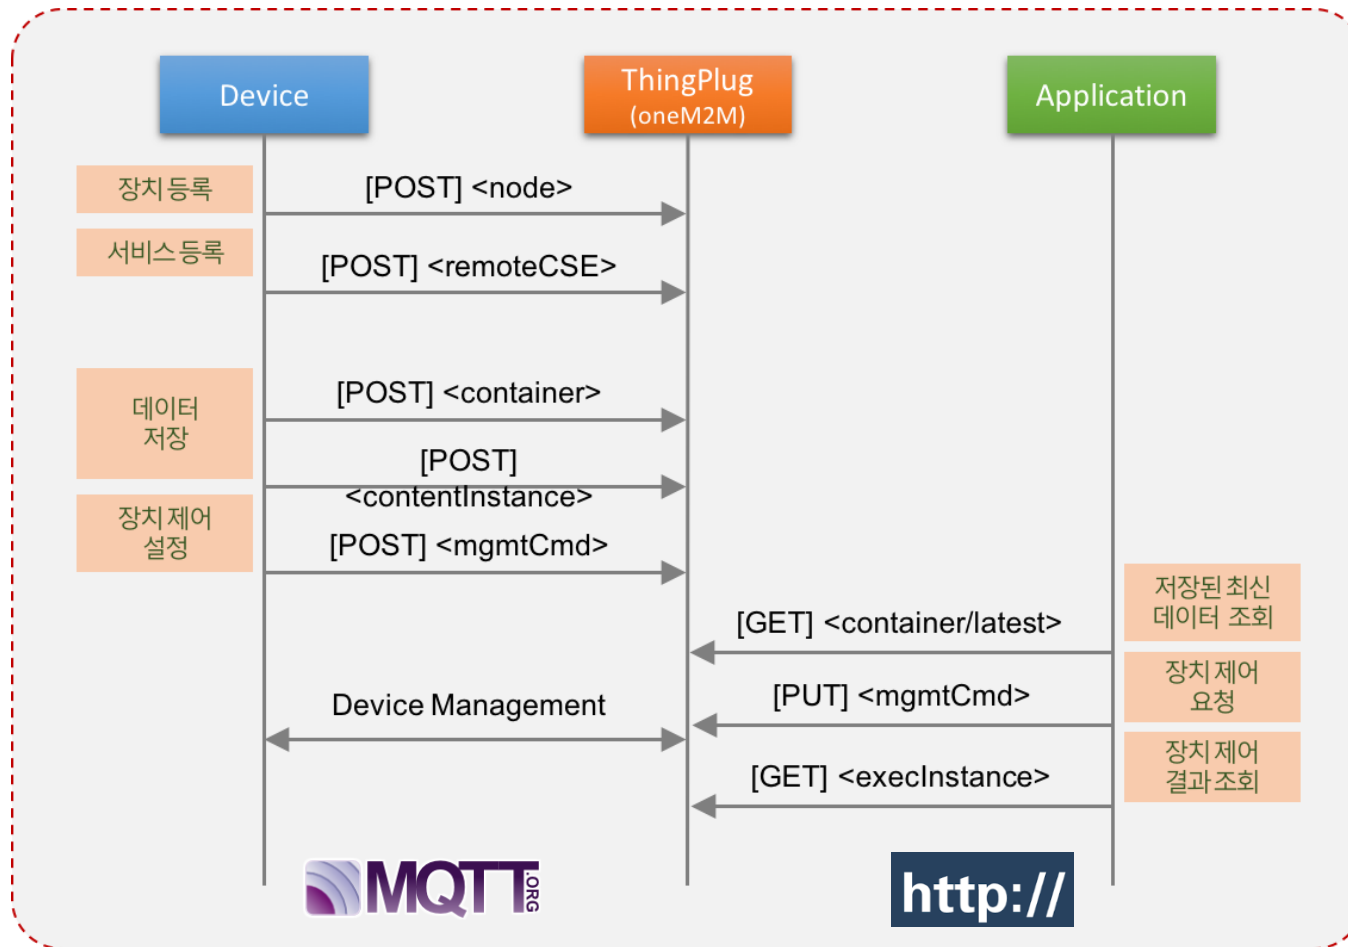 Device
ThingPlug
(oneM2M)
Application
장치 등록
[POST] <node>
서비스 등록
[POST] <remoteCSE>
데이터
저장
[POST] <container>
[POST]
<contentInstance>
장치 제어
설정
[POST] <mgmtCmd>
저장된 최신
데이터 조회
[GET] <container/latest>
장치 제어
요청
[PUT] <mgmtCmd>
Device Management
장치 제어
결과 조회
[GET] <execInstance>
MQTT.ORG
http://